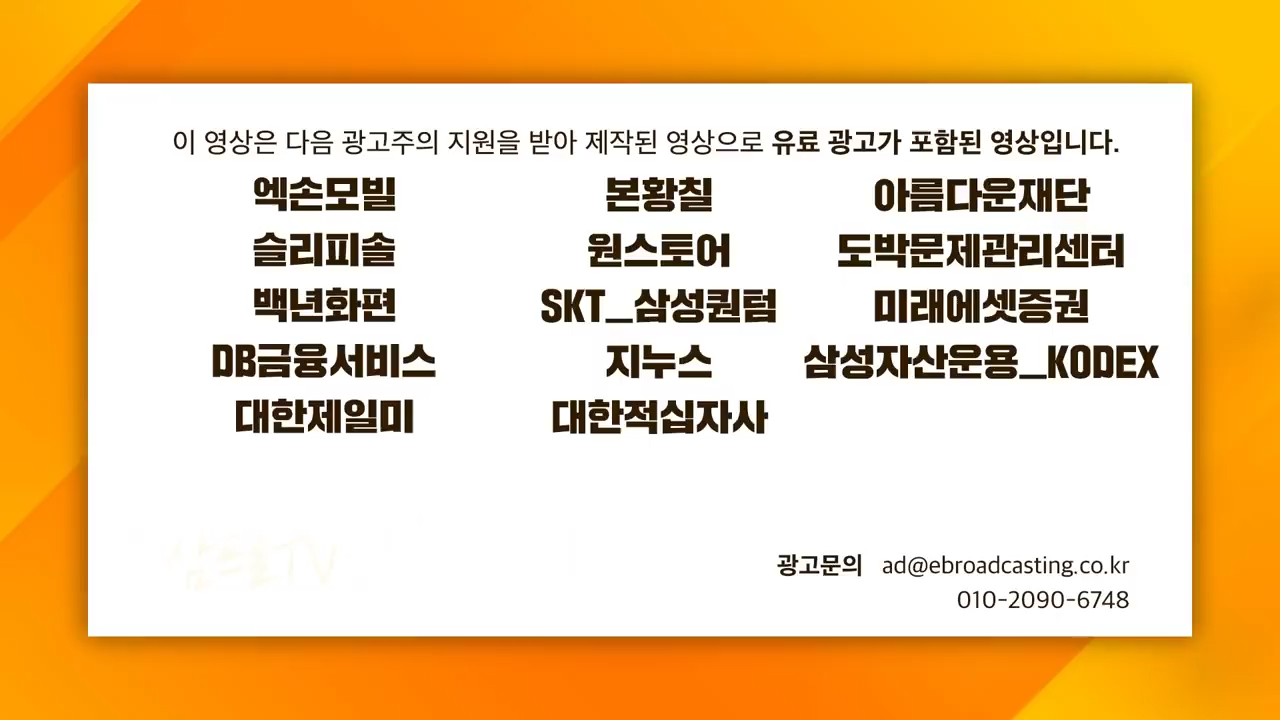 이 영상은 다음 광고주의 지원을 받아 제작된 영상으로 유료 광고가 포함된 영상입니다.
엑손모빌 본황칠 아름다운재단
슬리피솔 원스토어 도박문제관리센터
백년화편 SKT_삼성퀀텀 미래에셋증권
DB금융서비스 지누스 삼성자산운용_KODEX
대한제일미 대한적십자사
광고문의 ad@ebroadcasting.co.kr
010-2090-6748